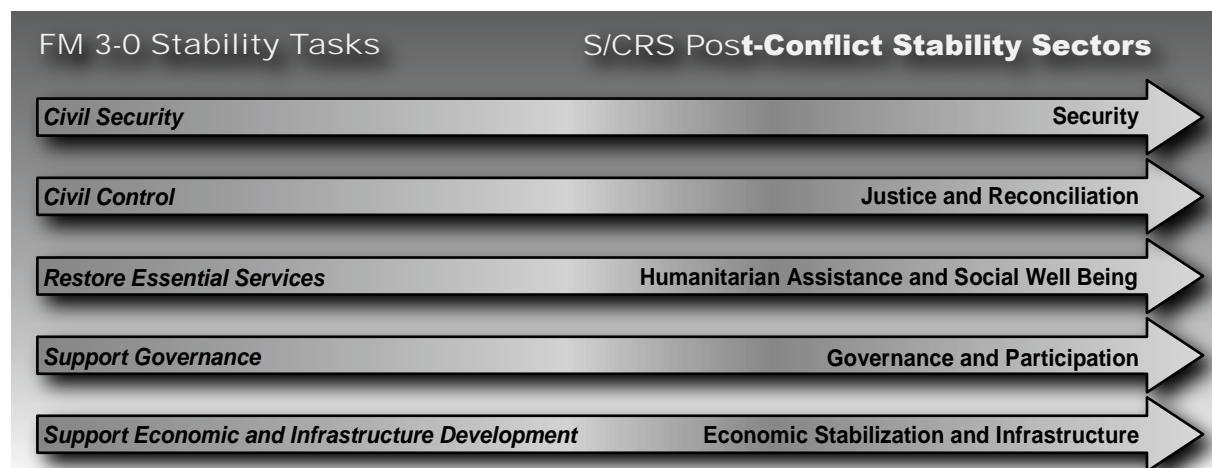 FM 3-0 Stability Tasks S/CRS Post-Conflict Stability Sectors
Civil Security Security
Civil Control Justice and Reconciliation
Restore Essential Services Humanitarian Assistance and Social Well Being
Support Governance Governance and Participation
Support Economic and Infrastructure Development Economic Stabilization and Infrastructure